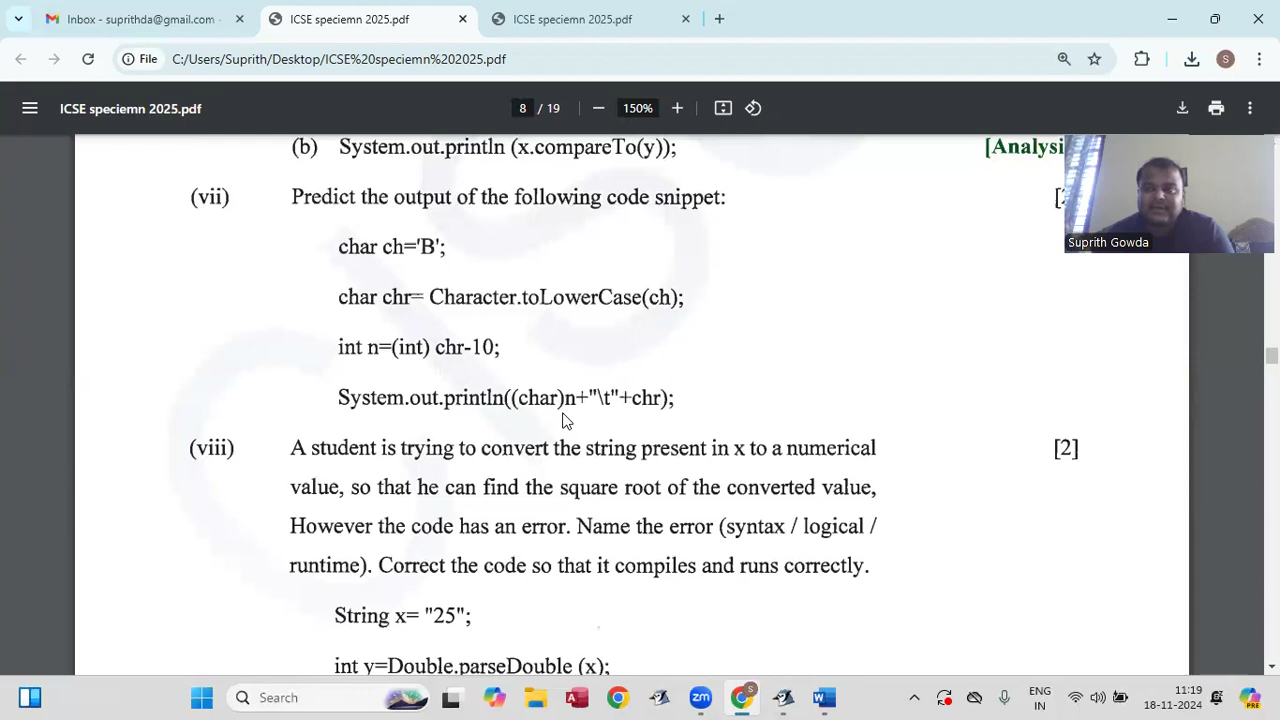 Inbox - suprithda@gmail.com
ICSE speciemn 2025.pdf
ICSE speciemn 2025.pdf
File C:/Users/Suprith/Desktop/ICSE%20speciemn%202025.pdf
S
ICSE speciemn 2025.pdf
8 / 19
150%
(b) System.out.println (x.compareTo(y)); [Analysi
(vii) Predict the output of the following code snippet:
char ch='B';
char chr= Character.toLowerCase(ch);
int n=(int) chr-10;
System.out.println((char)n+"\t"+chr);
(viii) A student is trying to convert the string present in x to a numerical [2]
value, so that he can find the square root of the converted value,
However the code has an error. Name the error (syntax / logical /
runtime). Correct the code so that it compiles and runs correctly.
String x= "25";
int y=Double.parseDouble (x);
Suprith Gowda
Search
zm
S
ENG
IN
11:19
18-11-2024
PRE